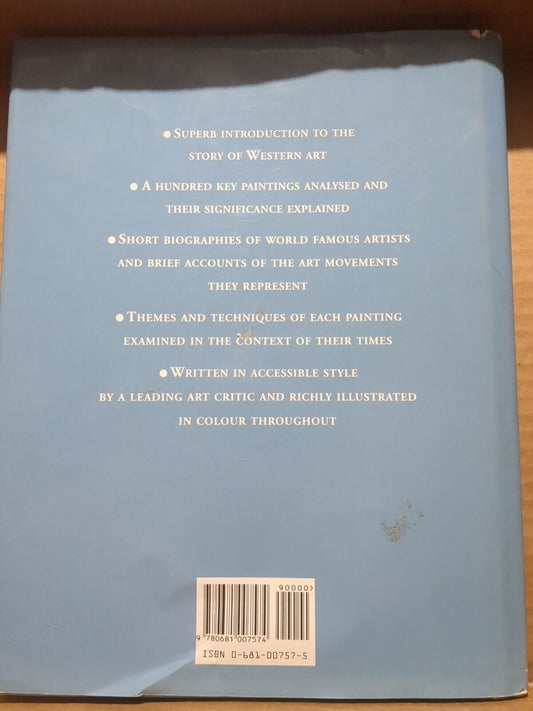 ● Superb introduction to the
story of Western art
● A hundred key paintings analysed and
their significance explained
● Short biographies of world famous artists
and brief accounts of the art movements
they represent
● Themes and techniques of each painting
examined in the context of their times
● Written in accessible style
by a leading art critic and richly illustrated
in colour throughout
90000>
9 780681 007574
ISBN 0-681-00757-5